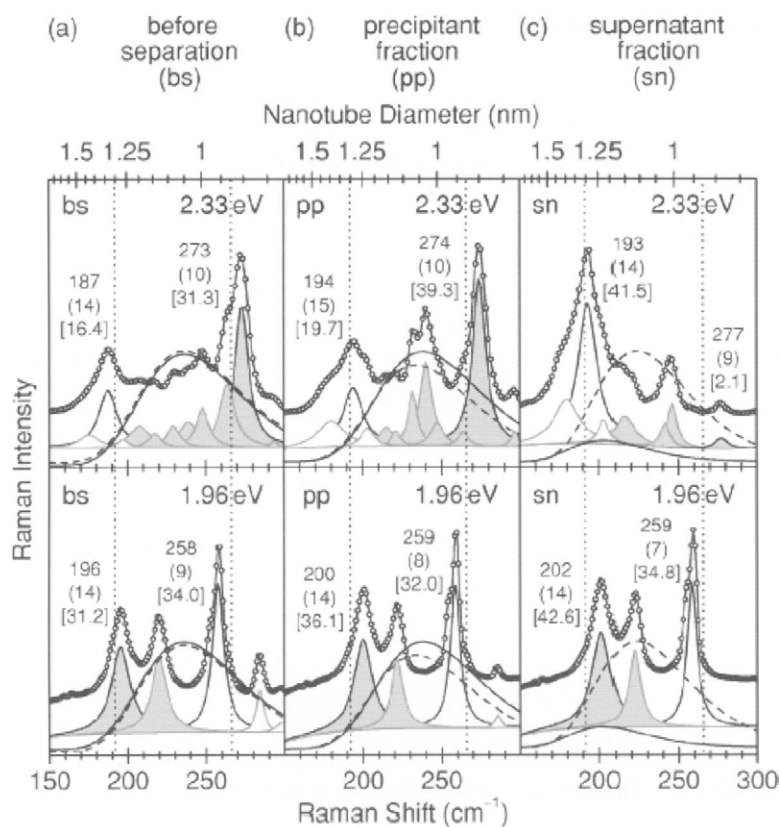 (a) before separation (bs)
(b) precipitant fraction (pp)
(c) supernatant fraction (sn)
Nanotube Diameter (nm)
1.5 1.25 1
1.5 1.25 1
1.5 1.25 1
bs 2.33 eV
187
(14)
[16.4]
273
(10)
[31.3]
pp 2.33 eV
194
(15)
[19.7]
274
(10)
[39.3]
sn 2.33 eV
193
(14)
[41.5]
277
(9)
[2.1]
bs 1.96 eV
196
(14)
[31.2]
258
(9)
[34.0]
pp 1.96 eV
200
(14)
[36.1]
259
(8)
[32.0]
sn 1.96 eV
202
(14)
[42.6]
259
(7)
[34.8]
Raman Intensity
150 200 250 200 250 200 250 300
Raman Shift (cm⁻¹)